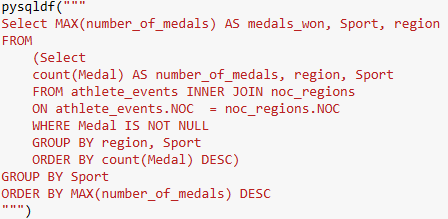 pysqldf("""
Select MAX(number_of_medals) AS medals_won, Sport, region
FROM
(Select
count(Medal) AS number_of_medals, region, Sport
FROM athlete_events INNER JOIN noc_regions
ON athlete_events.NOC  = noc_regions.NOC
WHERE Medal IS NOT NULL
GROUP BY region, Sport
ORDER BY count(Medal) DESC)
GROUP BY Sport
ORDER BY MAX(number_of_medals) DESC
""")